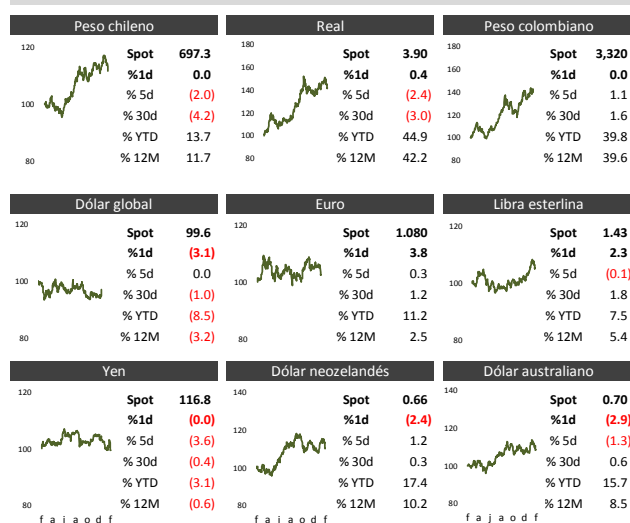 Peso chileno
120
100
80
Spot 697.3
%1d 0.0
% 5d (2.0)
% 30d (4.2)
% YTD 13.7
% 12M 11.7
Real
180
160
140
120
100
80
Spot 3.90
%1d 0.4
% 5d (2.4)
% 30d (3.0)
% YTD 44.9
% 12M 42.2
Peso colombiano
180
160
140
120
100
80
Spot 3,320
%1d 0.0
% 5d 1.1
% 30d 1.6
% YTD 39.8
% 12M 39.6
Dólar global
120
100
80
Spot 99.6
%1d (3.1)
% 5d 0.0
% 30d (1.0)
% YTD (8.5)
% 12M (3.2)
Euro
120
100
80
Spot 1.080
%1d 3.8
% 5d 0.3
% 30d 1.2
% YTD 11.2
% 12M 2.5
Libra esterlina
120
100
80
Spot 1.43
%1d 2.3
% 5d (0.1)
% 30d 1.8
% YTD 7.5
% 12M 5.4
Yen
120
100
80
f a j a o d f
Spot 116.8
%1d (0.0)
% 5d (3.6)
% 30d (0.4)
% YTD (3.1)
% 12M (0.6)
Dólar neozelandés
140
120
100
80
f a j a o d f
Spot 0.66
%1d (2.4)
% 5d 1.2
% 30d 0.3
% YTD 17.4
% 12M 10.2
Dólar australiano
140
120
100
80
f a j a o d f
Spot 0.70
%1d (2.9)
% 5d (1.3)
% 30d 0.6
% YTD 15.7
% 12M 8.5